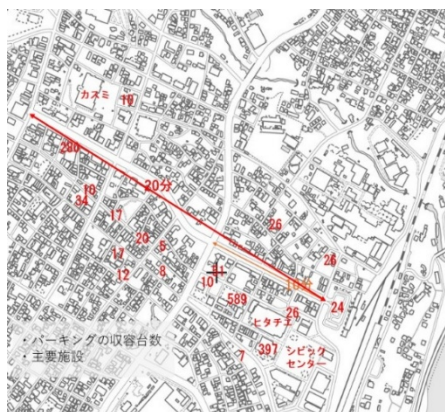 カスミ
19
280
10
34
20分
17
26
20
5
17
26
12
8
10
10分
24
589
26
ヒタチエ
397
シビック
センター
7
・パーキングの収容台数
・主要施設